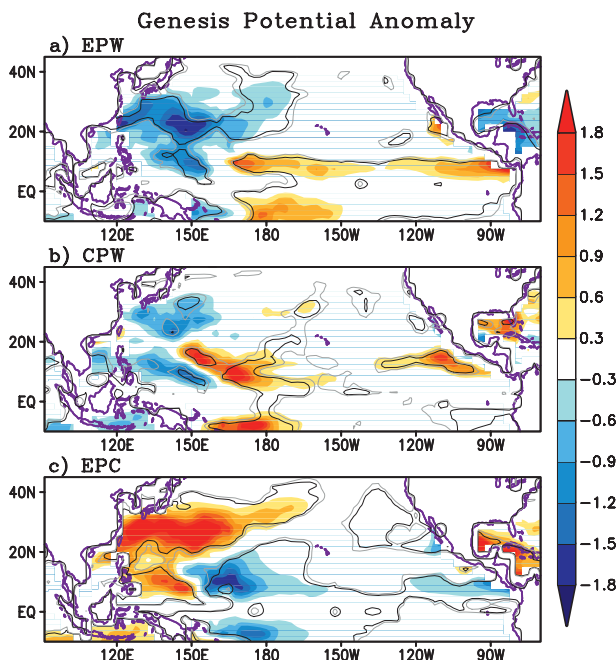 Genesis Potential Anomaly
a) EPW
40N
20N
EQ
120E 150E 180 150W 120W 90W
b) CPW
40N
20N
EQ
120E 150E 180 150W 120W 90W
c) EPC
40N
20N
EQ
120E 150E 180 150W 120W 90W
1.8
1.5
1.2
0.9
0.6
0.3
-0.3
-0.6
-0.9
-1.2
-1.5
-1.8